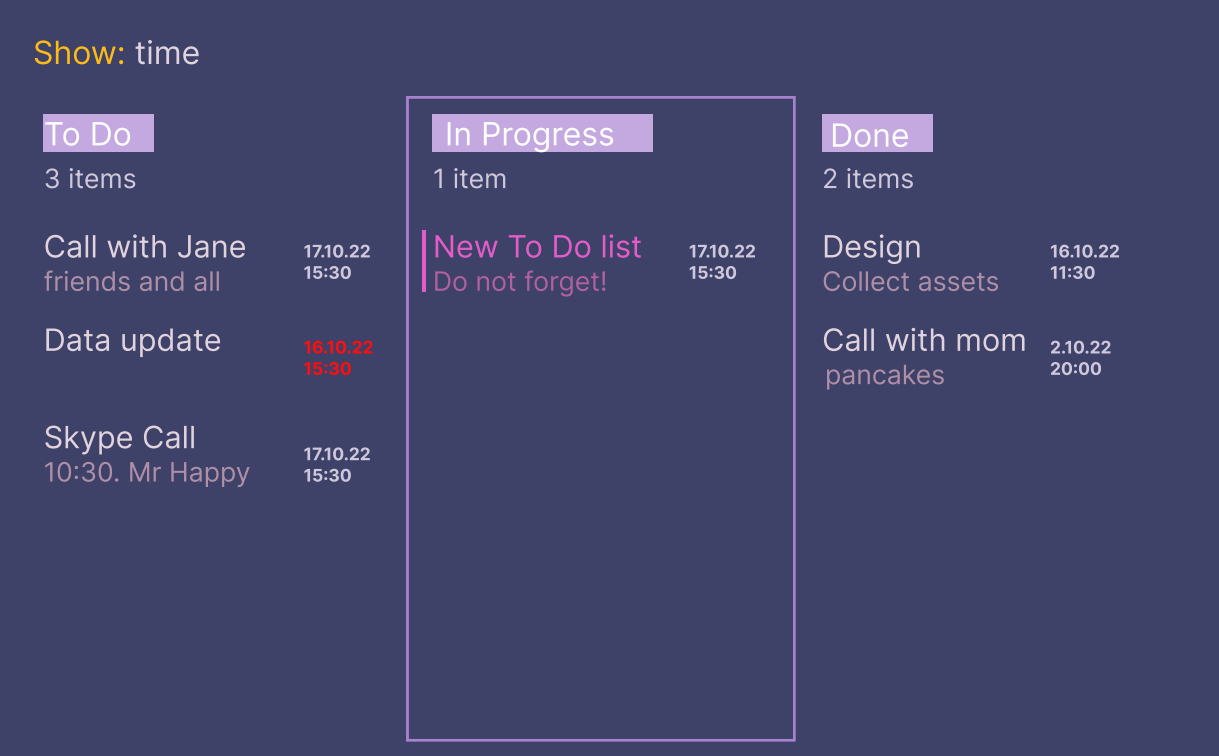 Show: time
To Do
3 items
Call with Jane
17.10.22
friends and all
15:30
Data update
16.10.22
15:30
Skype Call
17.10.22
10:30. Mr Happy
15:30
In Progress
1 item
New To Do list
17.10.22
Do not forget!
15:30
Done
2 items
Design
16.10.22
Collect assets
11:30
Call with mom
2.10.22
pancakes
20:00